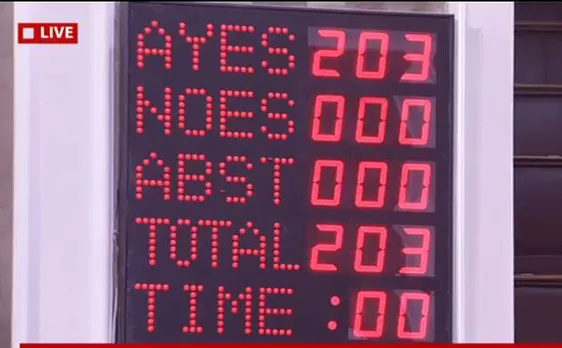 LIVE
AYES 203
NOES 000
ABST 000
TOTAL 203
TIME :00